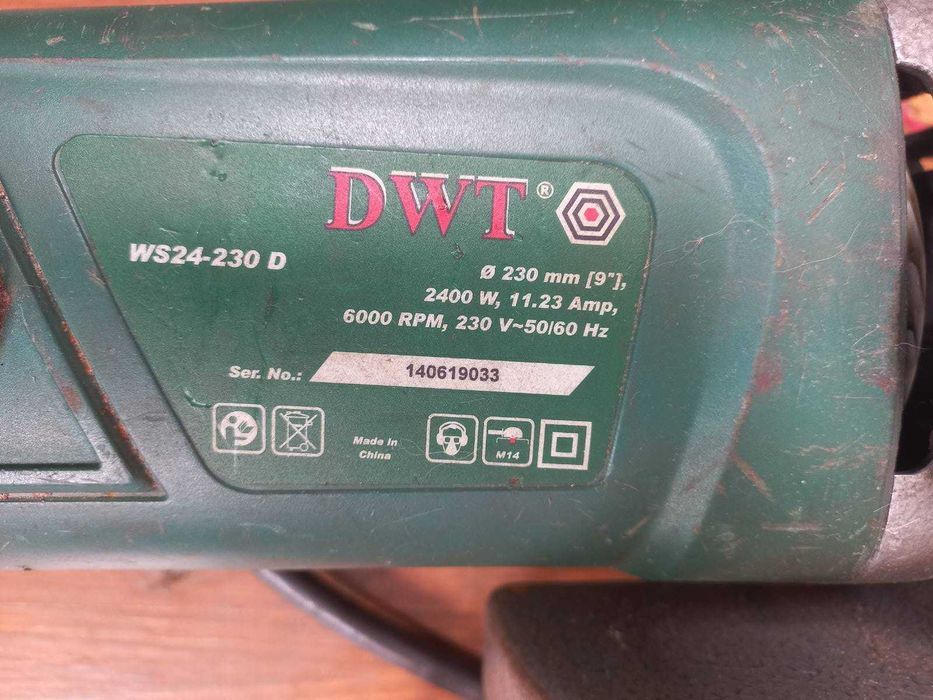 DWT®
WS24-230 D
Ø 230 mm [9"],
2400 W, 11.23 Amp,
6000 RPM, 230 V~50/60 Hz
Ser. No.: 140619033
Made in
China
M14